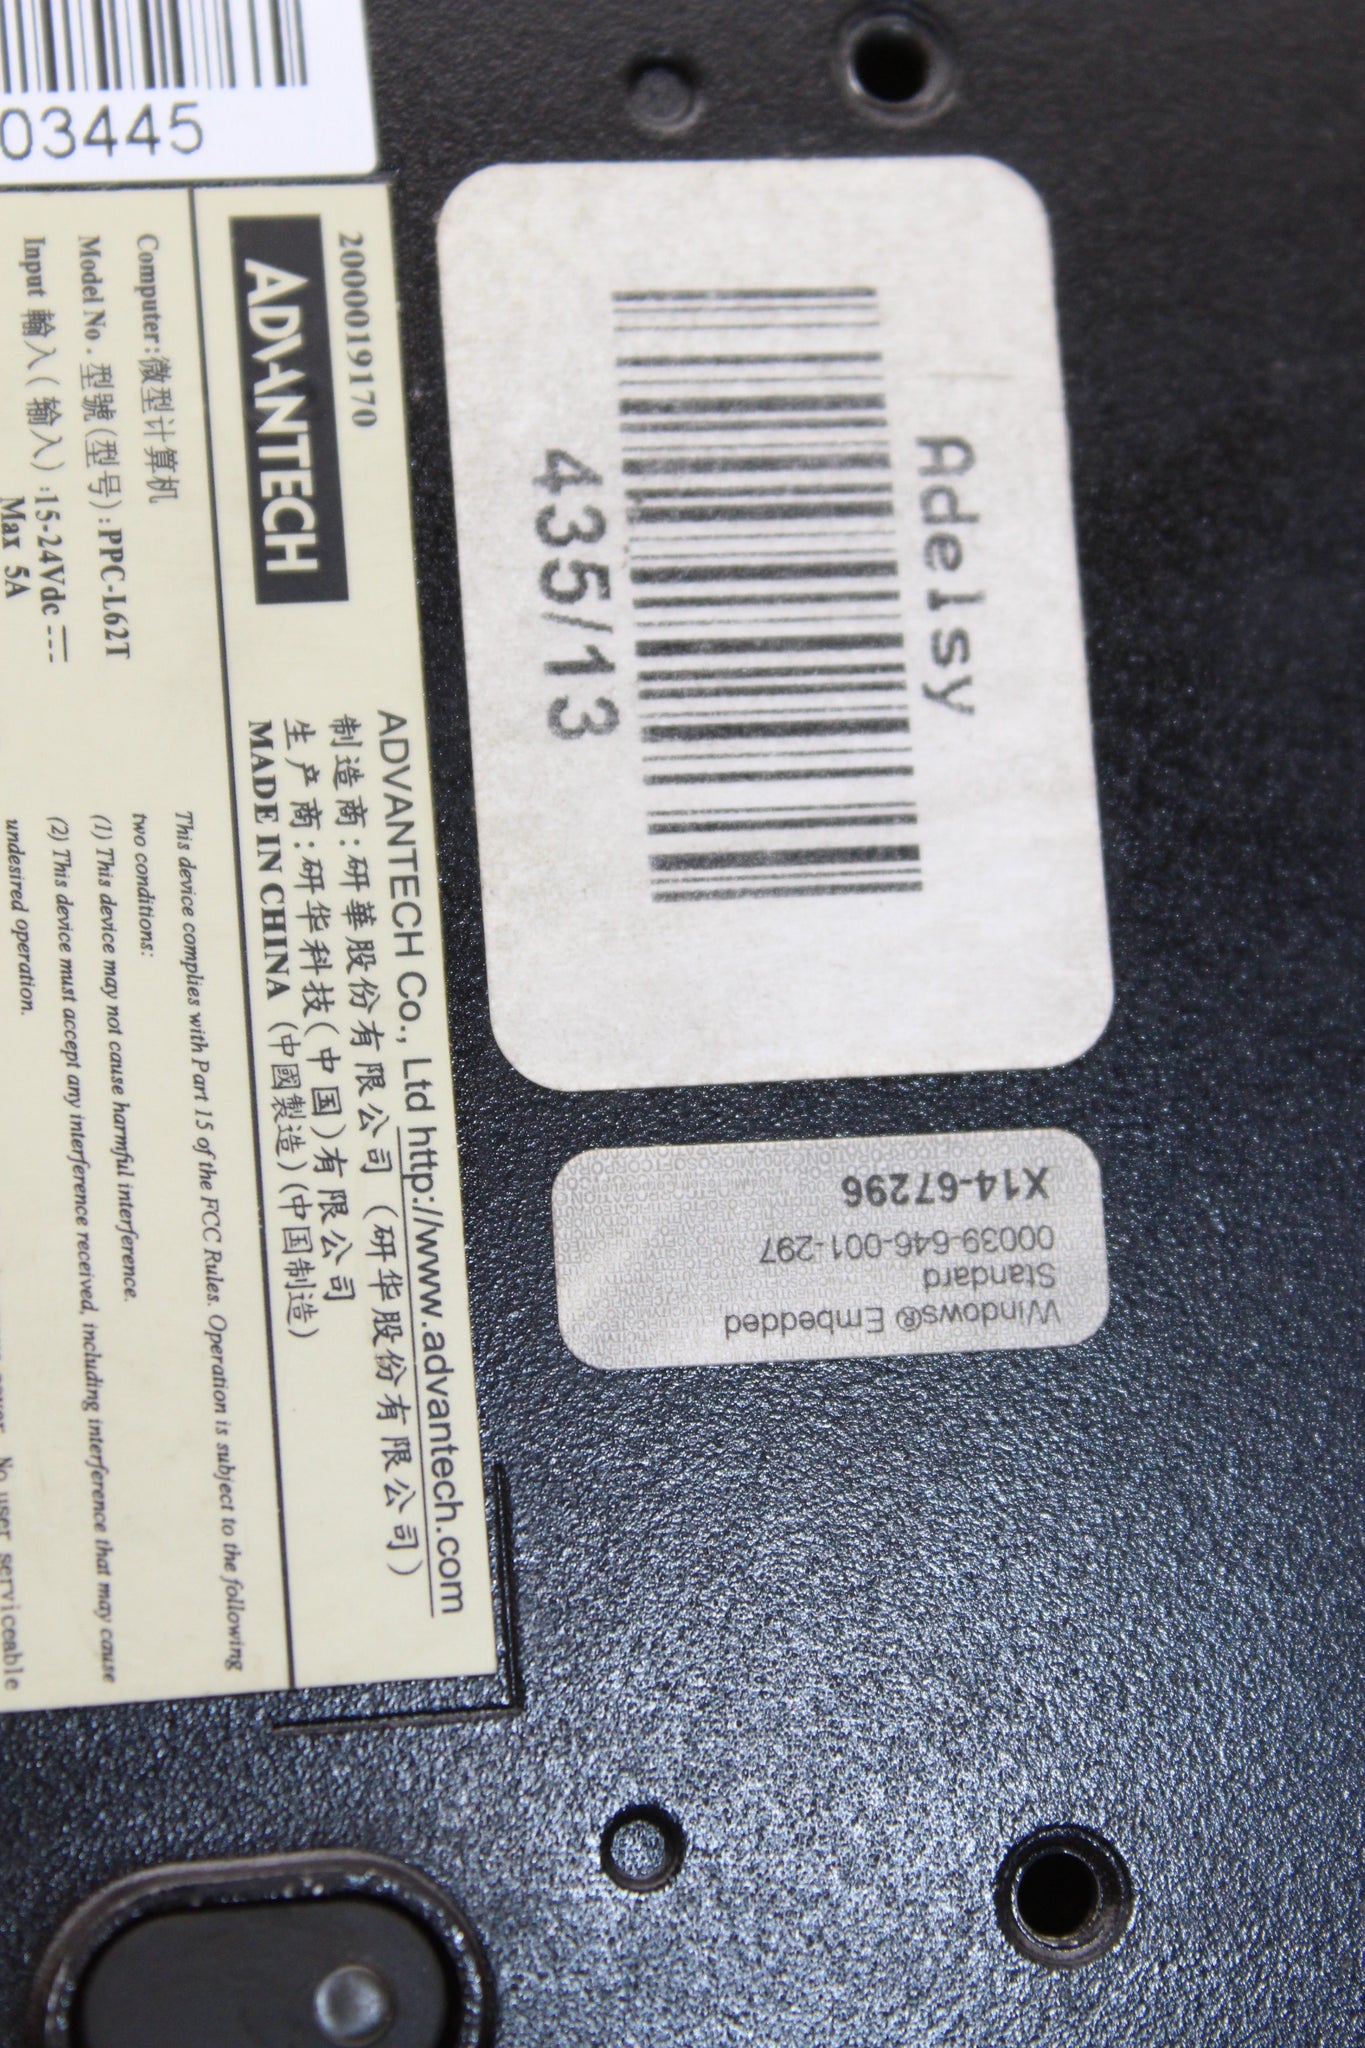 03445
2000019170
ADVANTECH
ADVANTECH Co., Ltd http://www.advantech.com
制造商:研華股份有限公司 (研华股份有限公司)
生产商:研华科技(中国)有限公司
MADE IN CHINA (中國製造)(中国制造)
Computer:微型计算机
Model No. 型號(型号):PPC-L62T
Input 輸入(输入):15-24Vdc
Max 5A
This device complies with Part 15 of the FCC Rules. Operation is subject to the following
two conditions:
(1) This device may not cause harmful interference.
(2) This device must accept any interference received, including interference that may cause
undesired operation.
No user serviceable
Adelsy
435/13
Windows® Embedded
Standard
00039-646-001-297
X14-67296